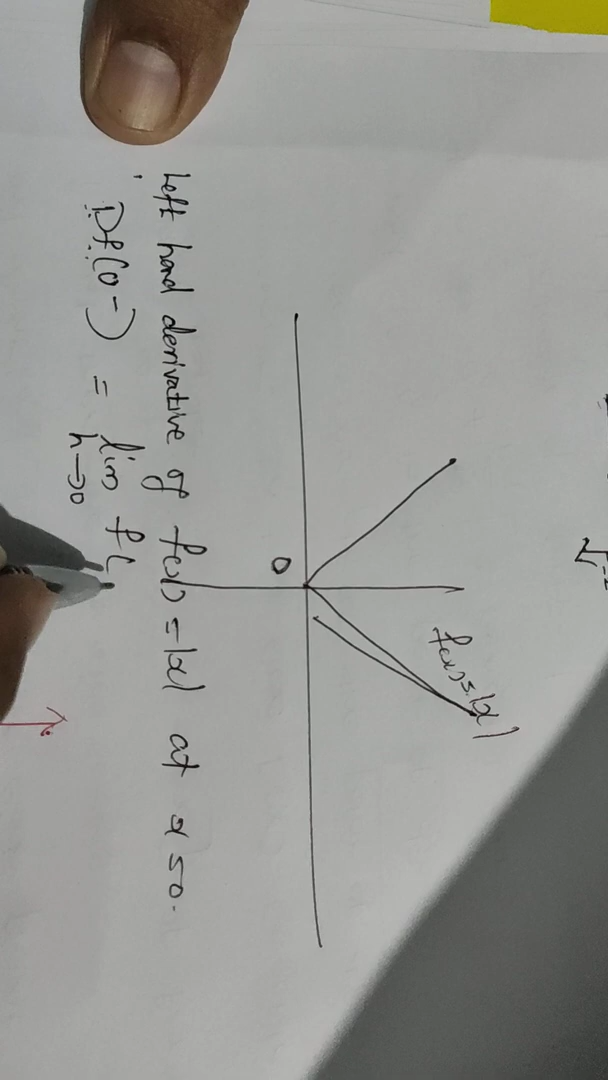 f(x)=|x|
0
Left hand derivative of f(x)=|x| at x=0.
Df(0-) = lim f(
h→0